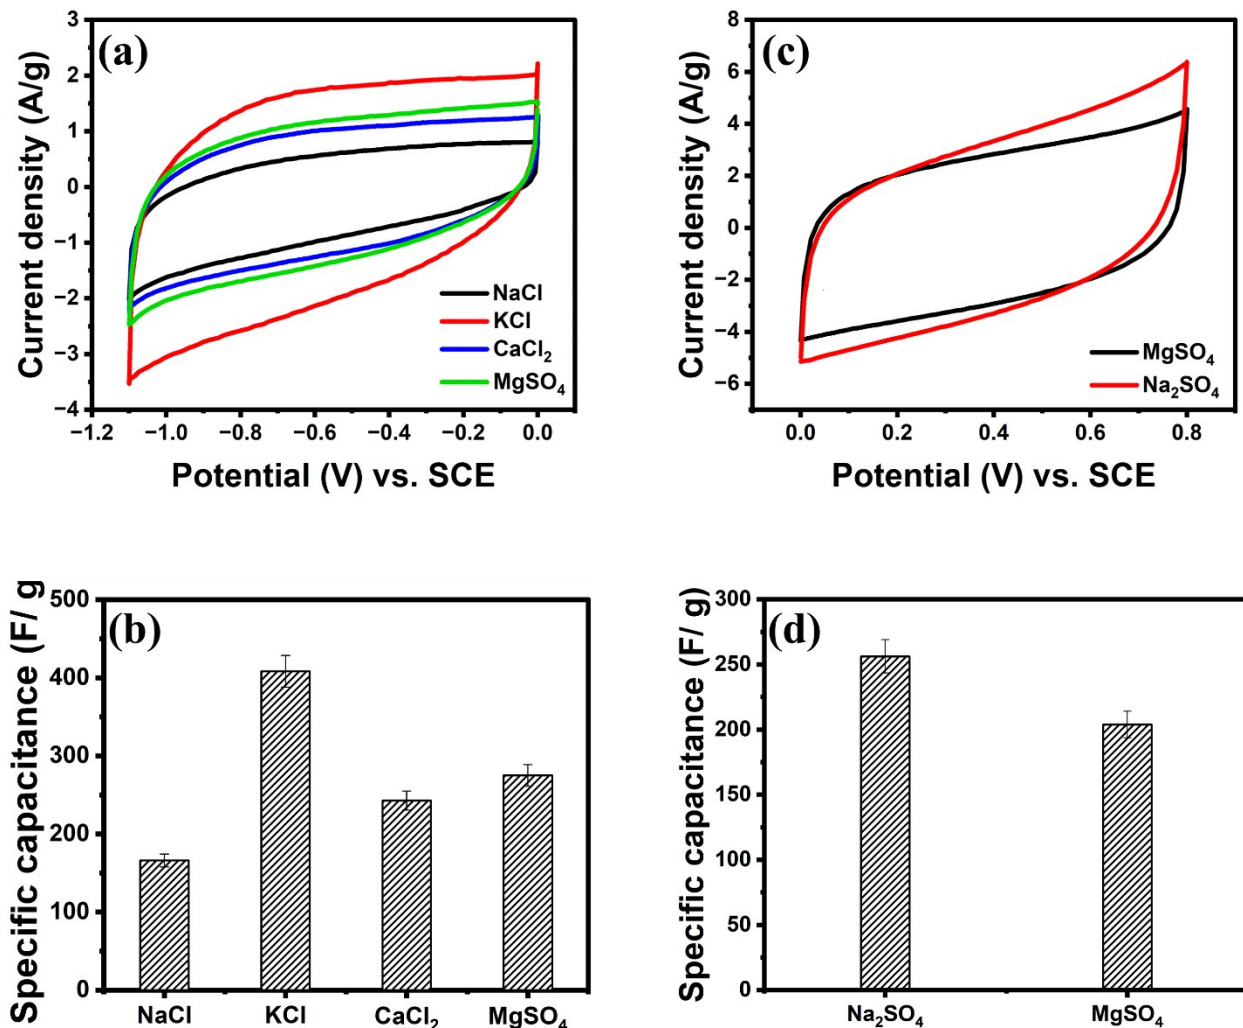 (a)
Current density (A/g)
3
2
1
0
−1
−2
−3
−4
−1.2 −1.0 −0.8 −0.6 −0.4 −0.2 0.0
Potential (V) vs. SCE
NaCl
KCl
CaCl₂
MgSO₄
(c)
Current density (A/g)
8
6
4
2
0
−2
−4
−6
0.0 0.2 0.4 0.6 0.8
Potential (V) vs. SCE
MgSO₄
Na₂SO₄
(b)
Specific capacitance (F/ g)
500
400
300
200
100
0
NaCl KCl CaCl₂ MgSO₄
(d)
Specific capacitance (F/ g)
300
250
200
150
100
50
0
Na₂SO₄ MgSO₄